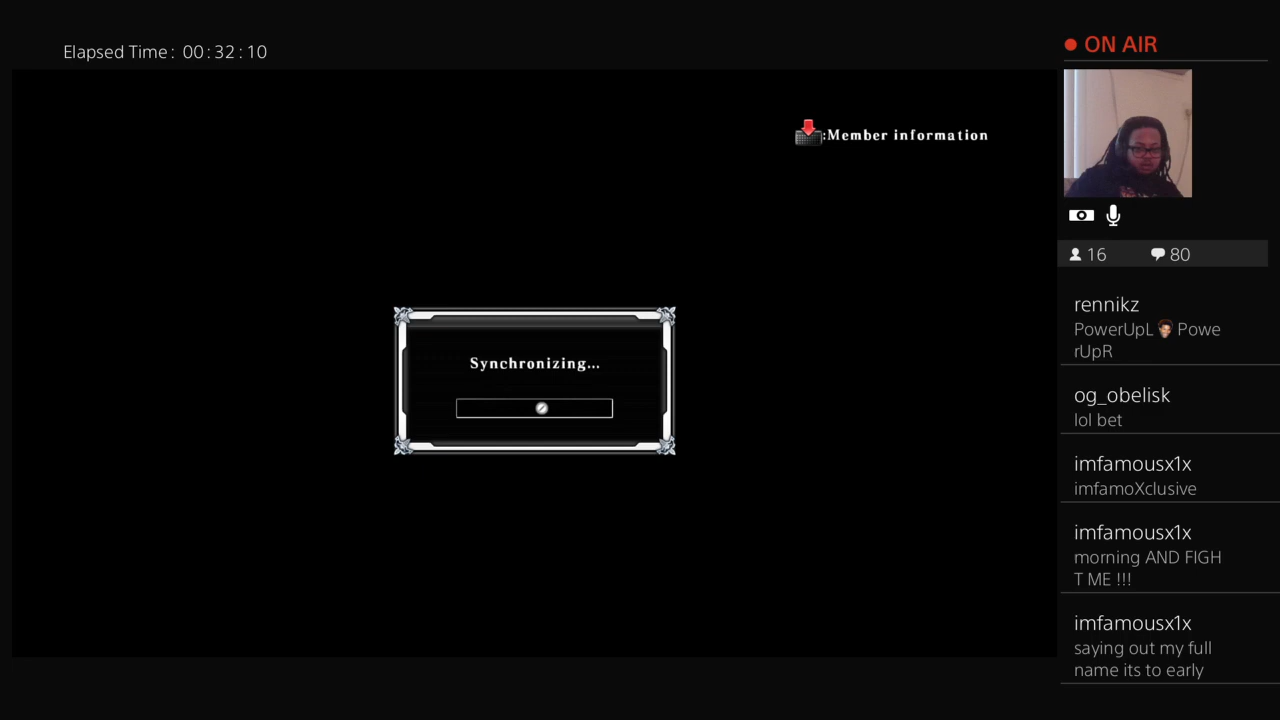 Elapsed Time: 00:32:10
ON AIR
:Member information
16 80
Synchronizing...
rennikz
PowerUpL Powe
rUpR
og_obelisk
lol bet
imfamousx1x
imfamoXclusive
imfamousx1x
morning AND FIGH
T ME !!!
imfamousx1x
saying out my full
name its to early